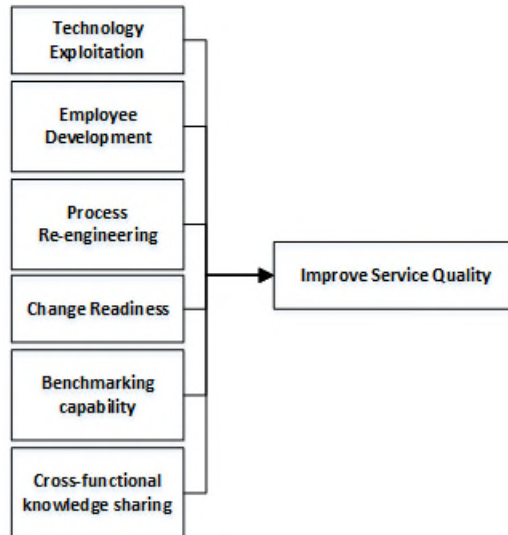 Technology
Exploitation
Employee
Development
Process
Re-engineering
Improve Service Quality
Change Readiness
Benchmarking
capability
Cross-functional
knowledge sharing